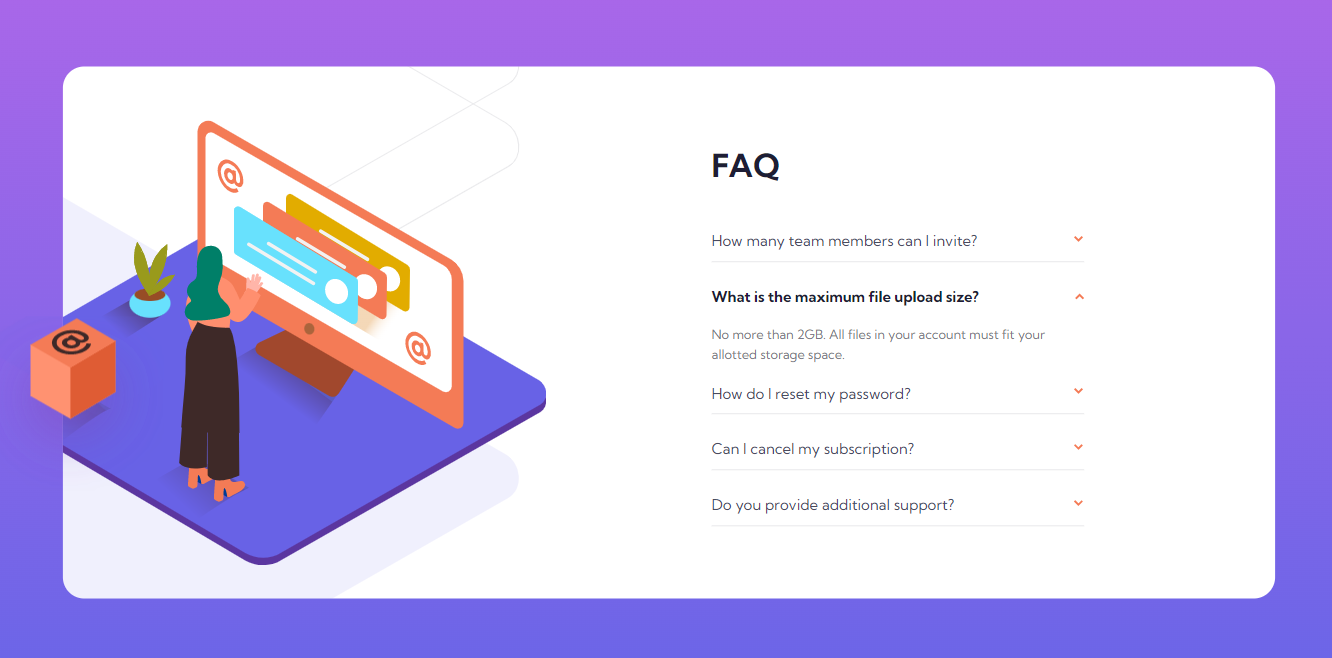 @
FAQ
How many team members can I invite?
What is the maximum file upload size?
@
No more than 2GB. All files in your account must fit your
allotted storage space.
@
How do I reset my password?
Can I cancel my subscription?
Do you provide additional support?